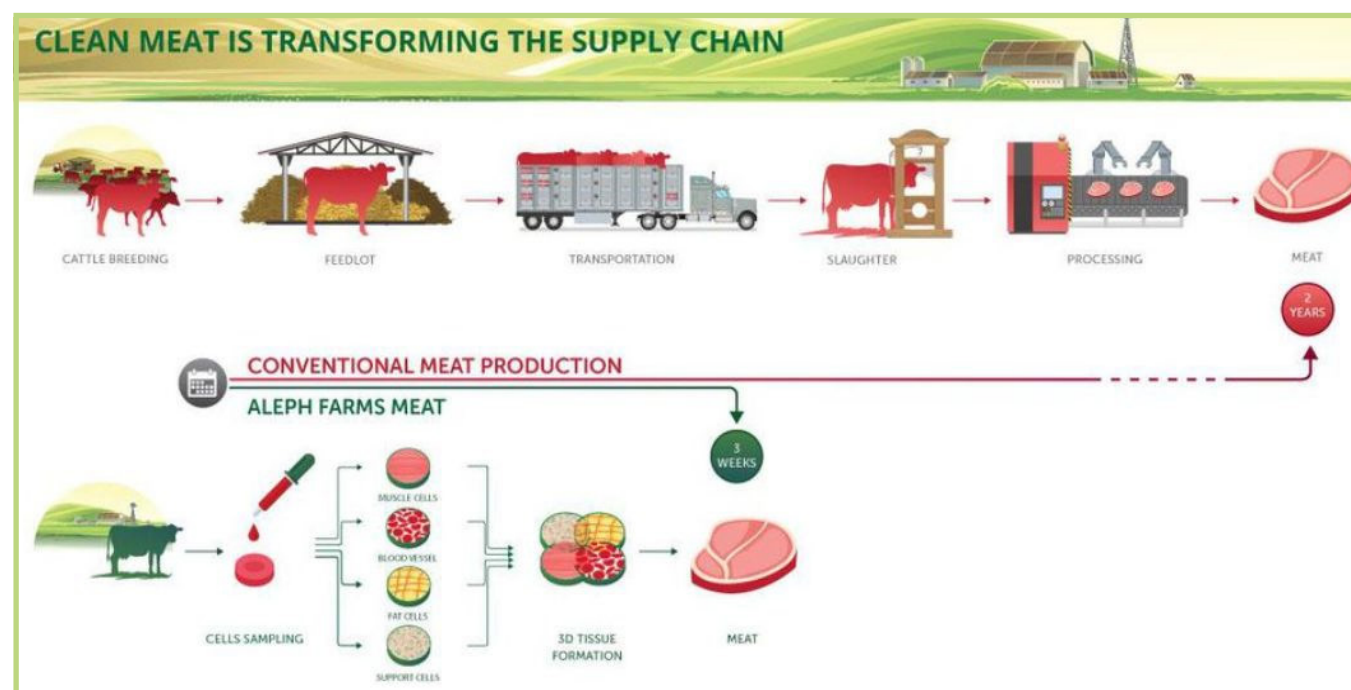 CLEAN MEAT IS TRANSFORMING THE SUPPLY CHAIN
CATTLE BREEDING
FEEDLOT
TRANSPORTATION
SLAUGHTER
PROCESSING
MEAT
2
YEARS
CONVENTIONAL MEAT PRODUCTION
ALEPH FARMS MEAT
3
WEEKS
MUSCLE CELLS
BLOOD VESSEL
FAT CELLS
SUPPORT CELLS
CELLS SAMPLING
3D TISSUE
FORMATION
MEAT